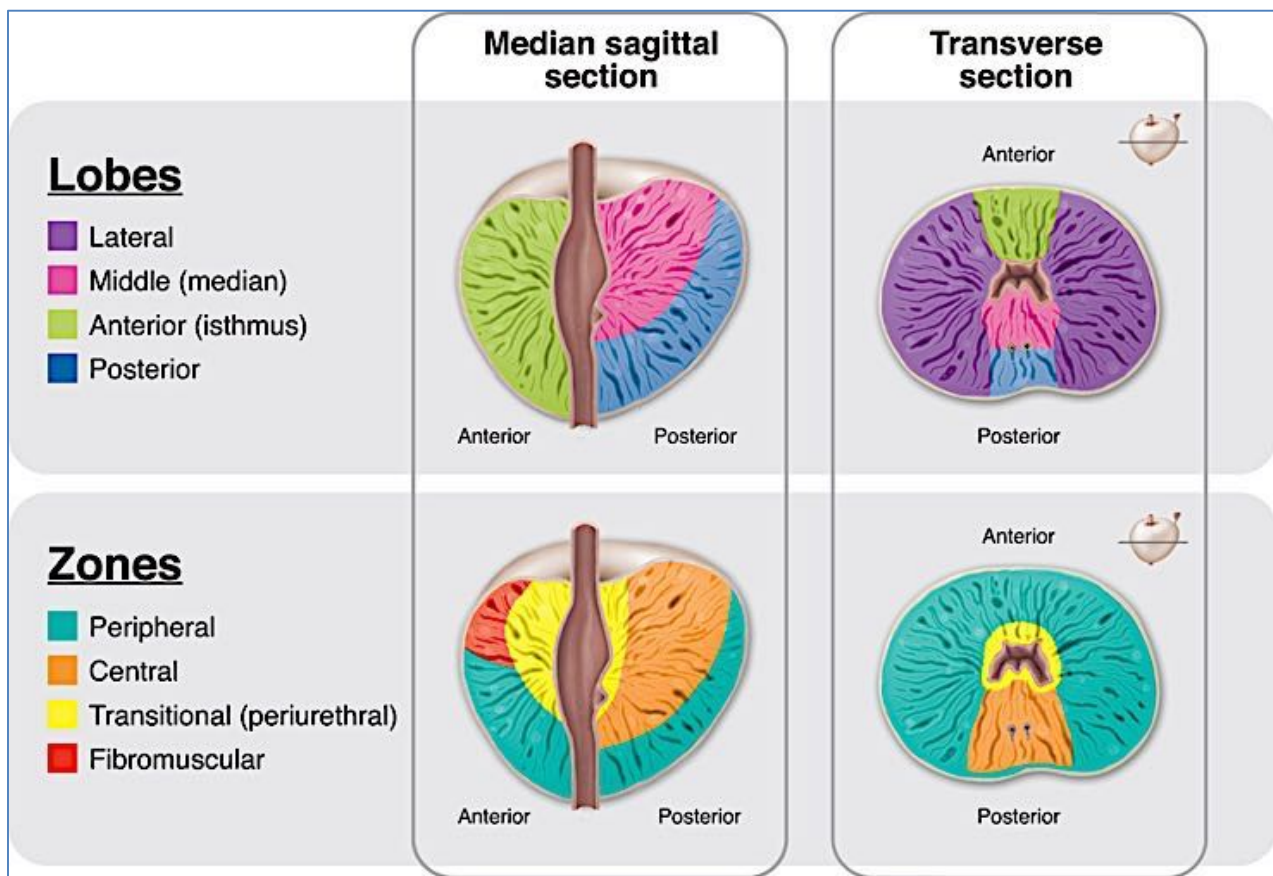 Median sagittal
section
Transverse
section
Lobes
Lateral
Middle (median)
Anterior (isthmus)
Posterior
Anterior
Posterior
Anterior
Posterior
Zones
Peripheral
Central
Transitional (periurethral)
Fibromuscular
Anterior
Posterior
Anterior
Posterior